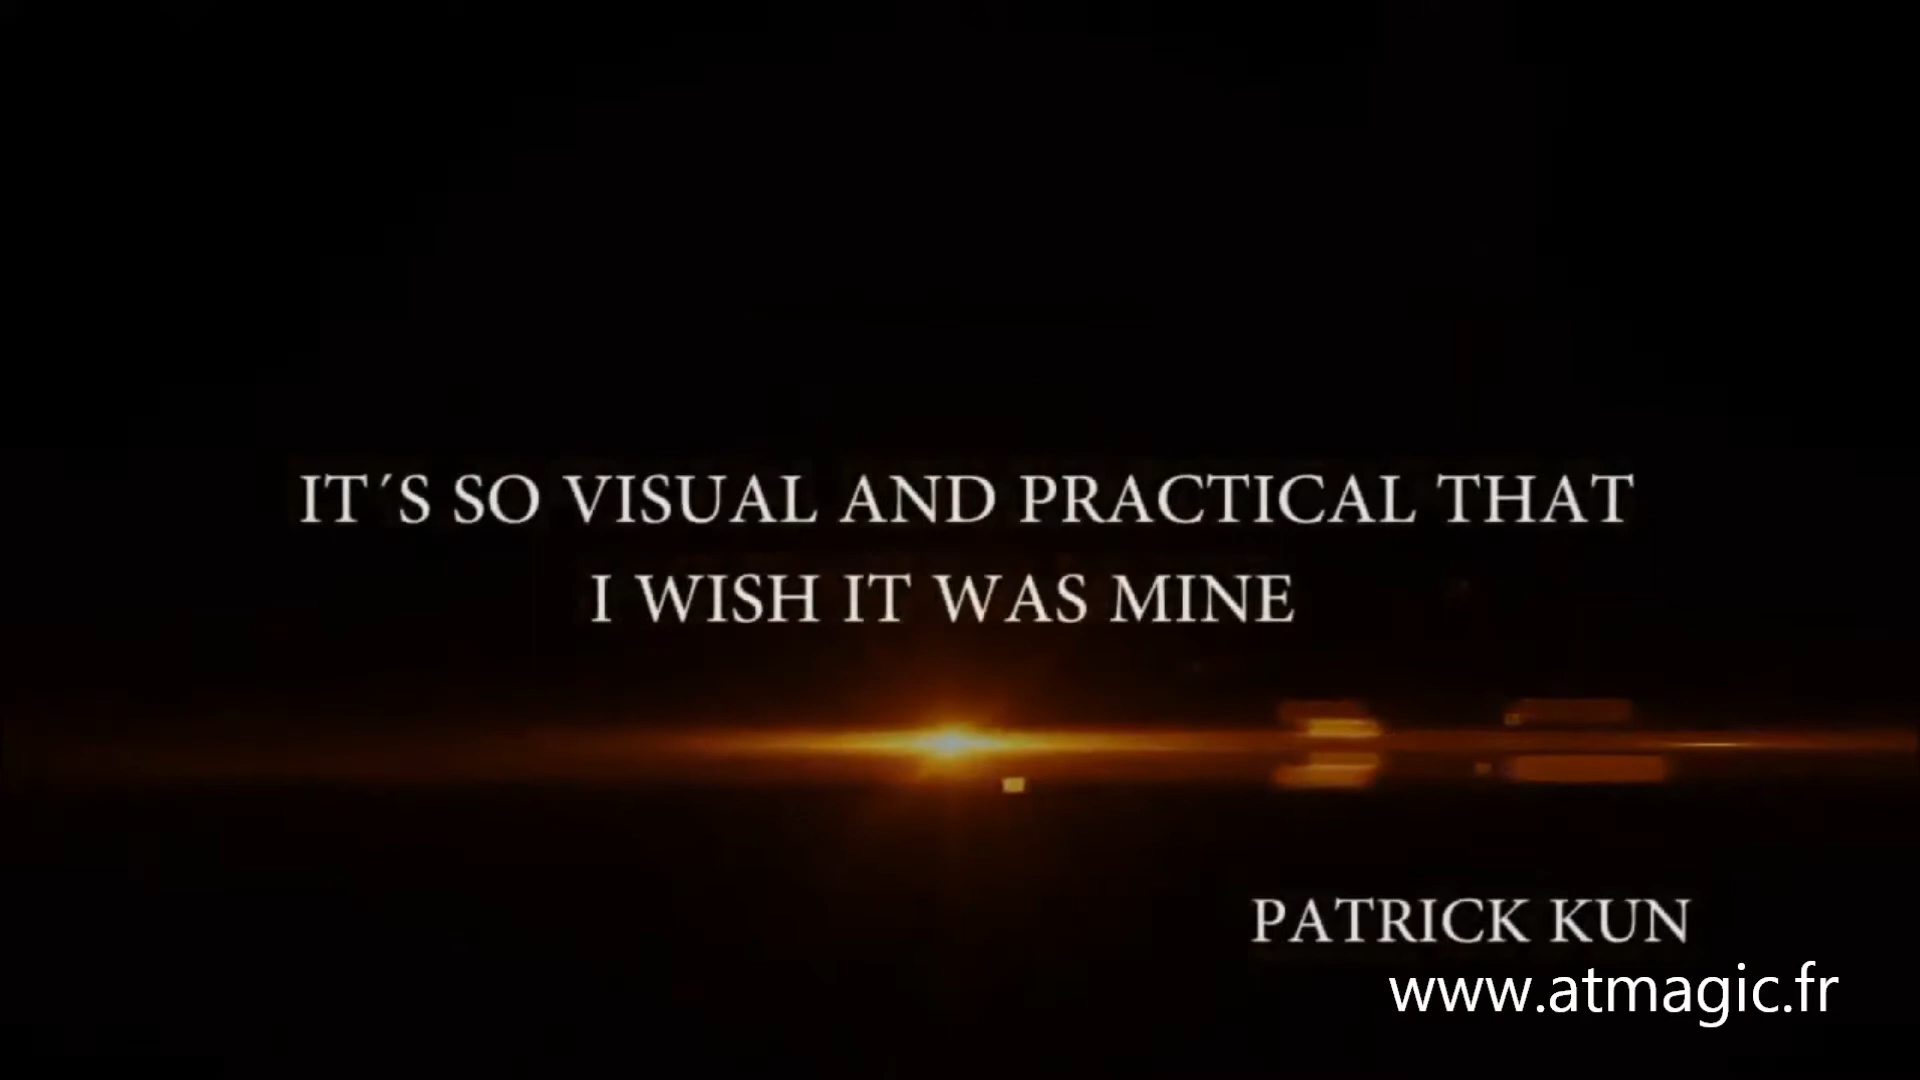 IT´S SO VISUAL AND PRACTICAL THAT
I WISH IT WAS MINE
PATRICK KUN
www.atmagic.fr